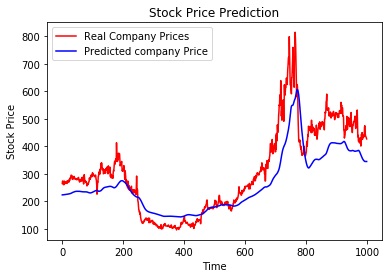 Stock Price Prediction
Real Company Prices
Predicted company Price
Stock Price
800
700
600
500
400
300
200
100
0
200
400
600
800
1000
Time